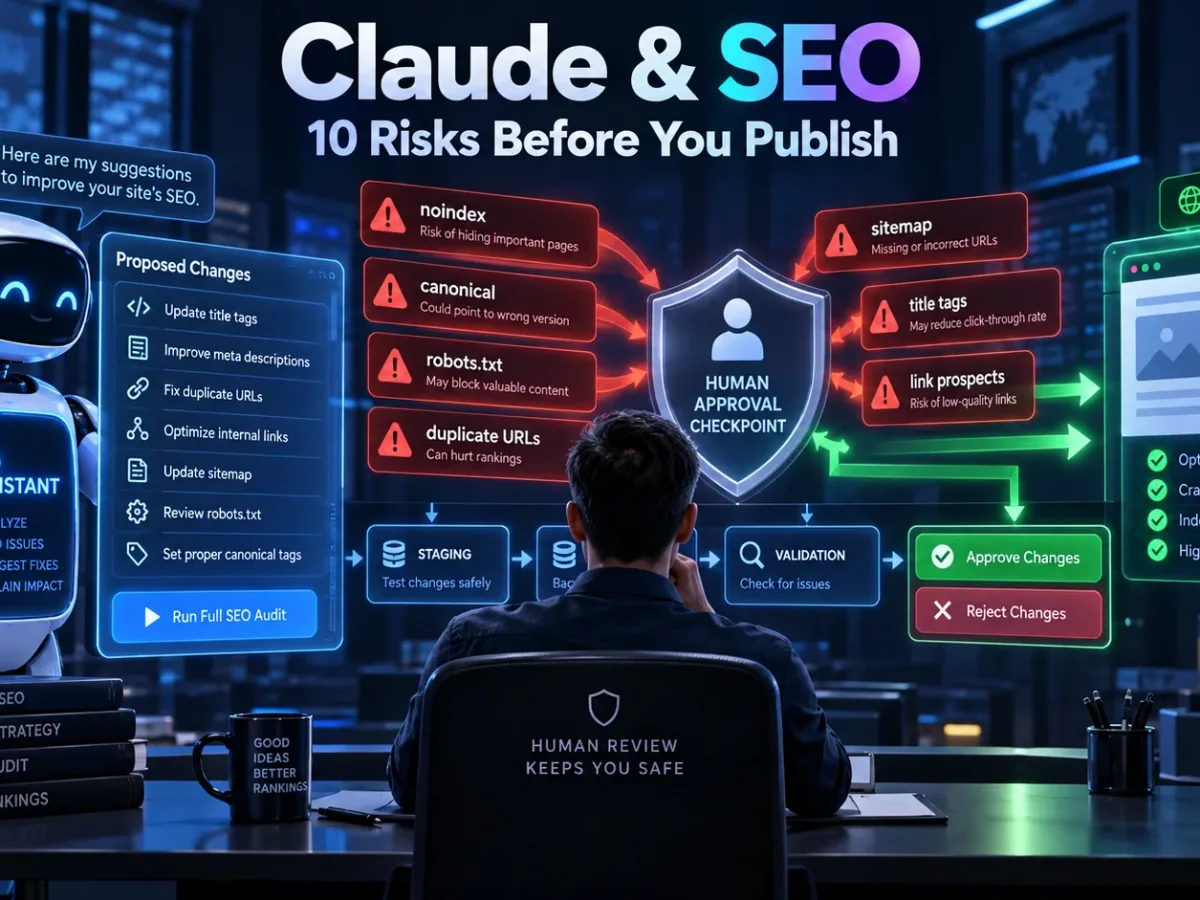 Claude & SEO
10 Risks Before You Publish
Here are my suggestions
to improve your site's SEO.
Proposed Changes
Update title tags
Improve meta descriptions
Fix duplicate URLs
Optimize internal links
Update sitemap
Review robots.txt
Set proper canonical tags
Run Full SEO Audit
noindex
Risk of hiding important pages
canonical
Could point to wrong version
robots.txt
May block valuable content
duplicate URLs
Can hurt rankings
HUMAN
APPROVAL
CHECKPOINT
sitemap
Missing or incorrect URLs
title tags
May reduce click-through rate
link prospects
Risk of low-quality links
STAGING
Test changes safely
VALIDATION
Check for issues
Approve Changes
Reject Changes
ISSUES
FIXES
IMPACT
SEO
GOOD
IDEAS
BETTER
RANKINGS
HUMAN REVIEW
KEEPS YOU SAFE